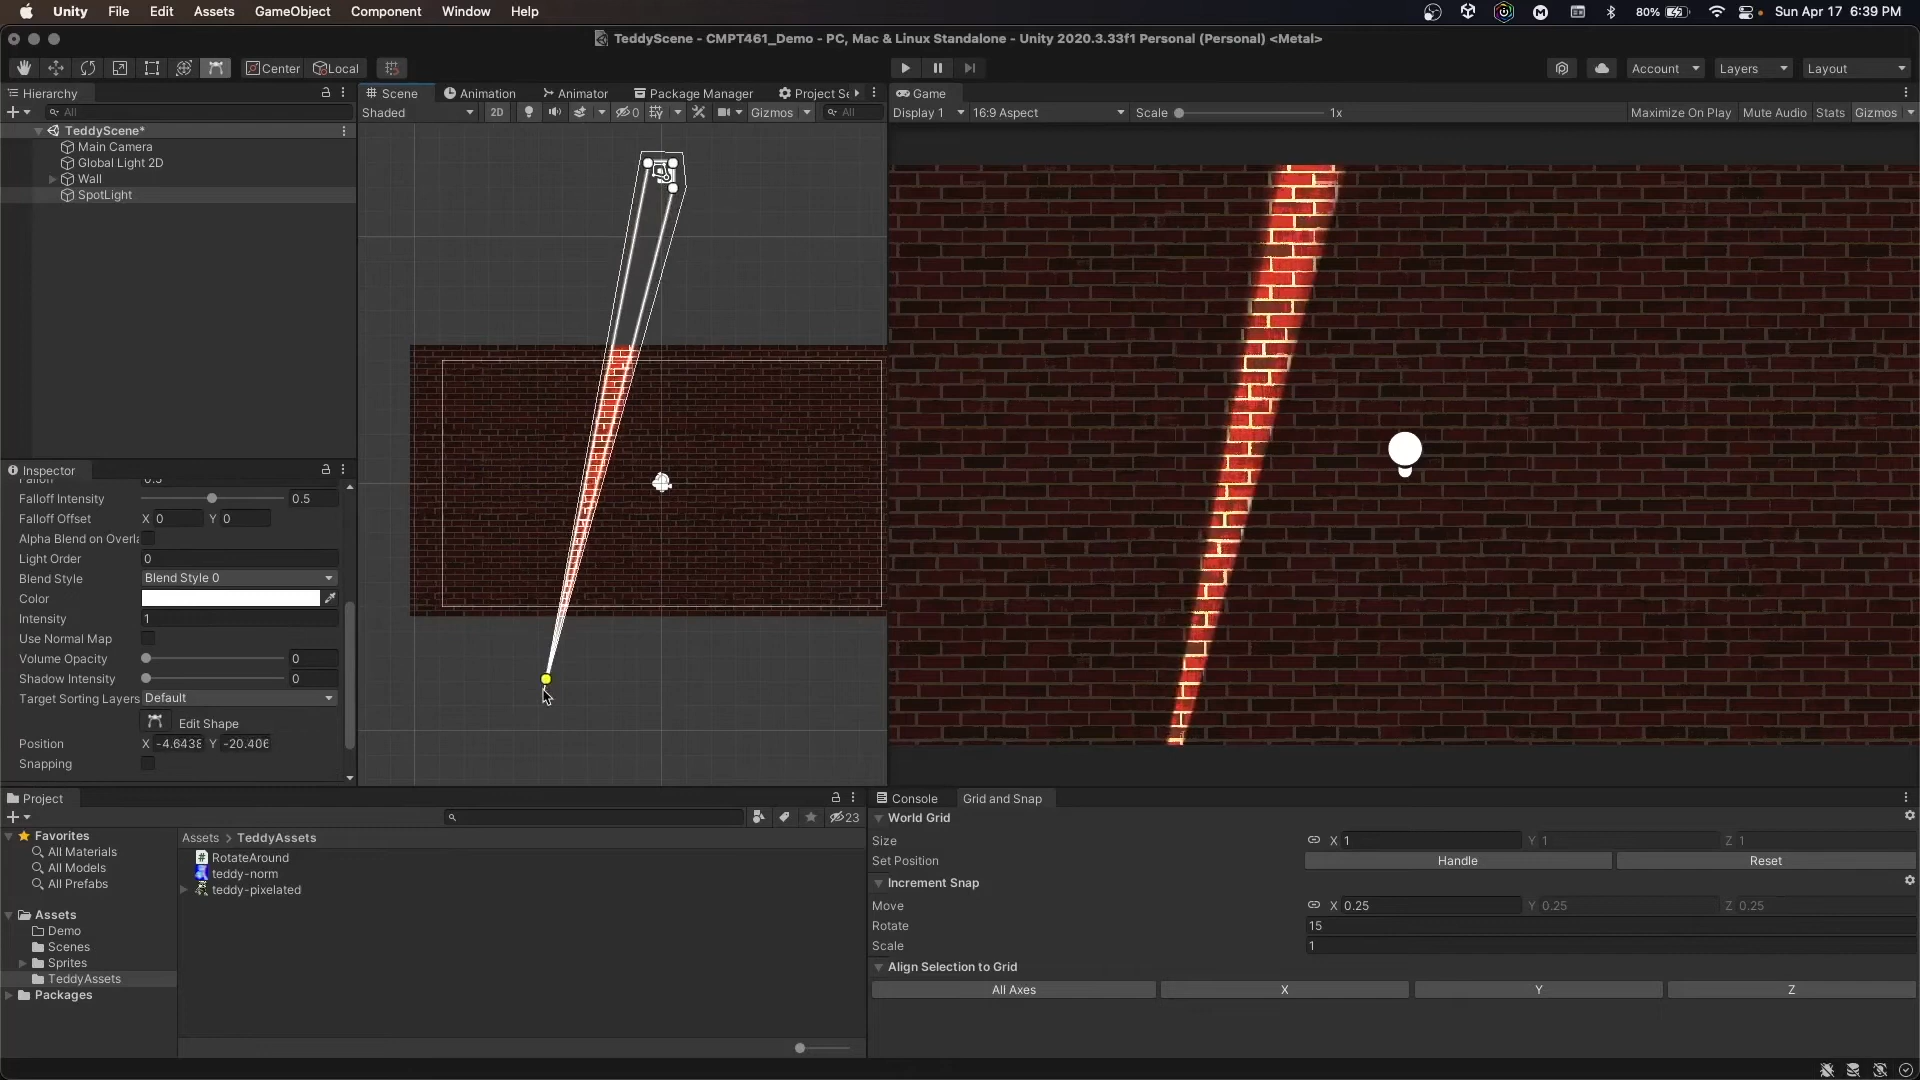 Unity File Edit Assets GameObject Component Window Help 80% Sun Apr 17 6:39 PM
TeddyScene - CMPT461_Demo - PC, Mac & Linux Standalone - Unity 2020.3.33f1 Personal (Personal) <Metal>
Center Local Account Layers Layout
Hierarchy
All
TeddyScene*
Main Camera
Global Light 2D
Wall
SpotLight
Scene Animation Animator Package Manager Project Se
Shaded 2D 0 Gizmos All
Game
Display 1 16:9 Aspect Scale 1x Maximize On Play Mute Audio Stats Gizmos
Inspector
Falloff Intensity 0.5
Falloff Offset X 0 Y 0
Alpha Blend on Overla
Light Order 0
Blend Style Blend Style 0
Color
Intensity 1
Use Normal Map
Volume Opacity 0
Shadow Intensity 0
Target Sorting Layers Default
Edit Shape
Position X -4.6438 Y -20.406
Snapping
Project
23
Favorites
All Materials
All Models
All Prefabs
Assets
Demo
Scenes
Sprites
TeddyAssets
Packages
Assets > TeddyAssets
RotateAround
teddy-norm
teddy-pixelated
Console Grid and Snap
World Grid
Size X 1 Y 1 Z 1
Set Position Handle Reset
Increment Snap
Move X 0.25 Y 0.25 Z 0.25
Rotate 15
Scale 1
Align Selection to Grid
All Axes X Y Z